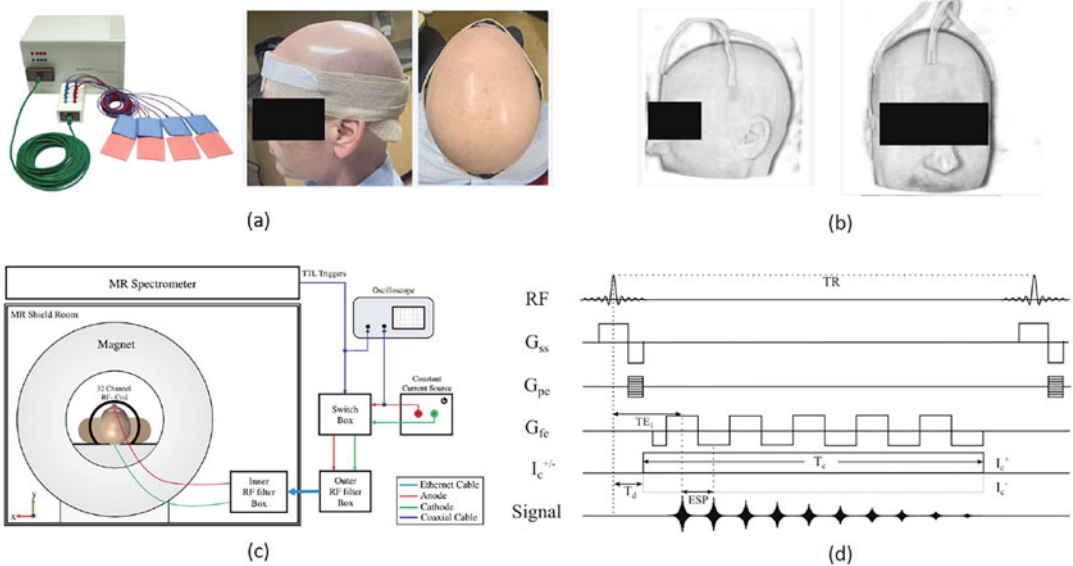 (a)
(b)
MR Spectrometer
TTL Triggers
Oscilloscope
MR Shield Room
Magnet
32 Channel
RF- Coil
Constant
Current Source
Switch
Box
Inner
RF filter
Box
Outer
RF filter
Box
Ethernet Cable
Anode
Cathode
Coaxial Cable
y
x
(c)
RF
TR
Gss
Gpe
TE1
Gfe
Ic+/-
Tc
Ic+
Td
ESP
Ic-
Signal
(d)